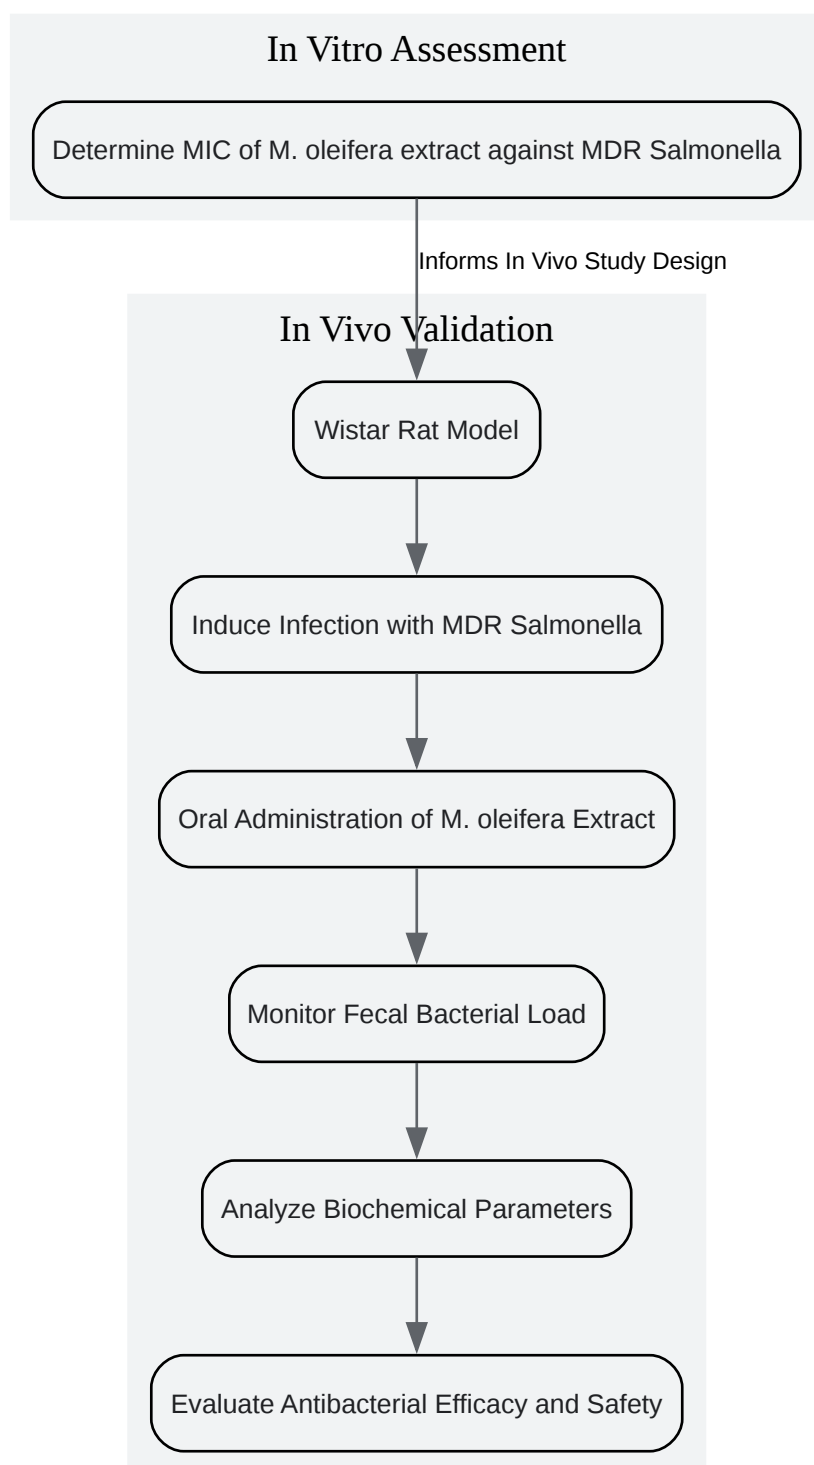 In Vitro Assessment
Determine MIC of M. oleifera extract against MDR Salmonella
Informs In Vivo Study Design
In Vivo Validation
Wistar Rat Model
Induce Infection with MDR Salmonella
Oral Administration of M. oleifera Extract
Monitor Fecal Bacterial Load
Analyze Biochemical Parameters
Evaluate Antibacterial Efficacy and Safety